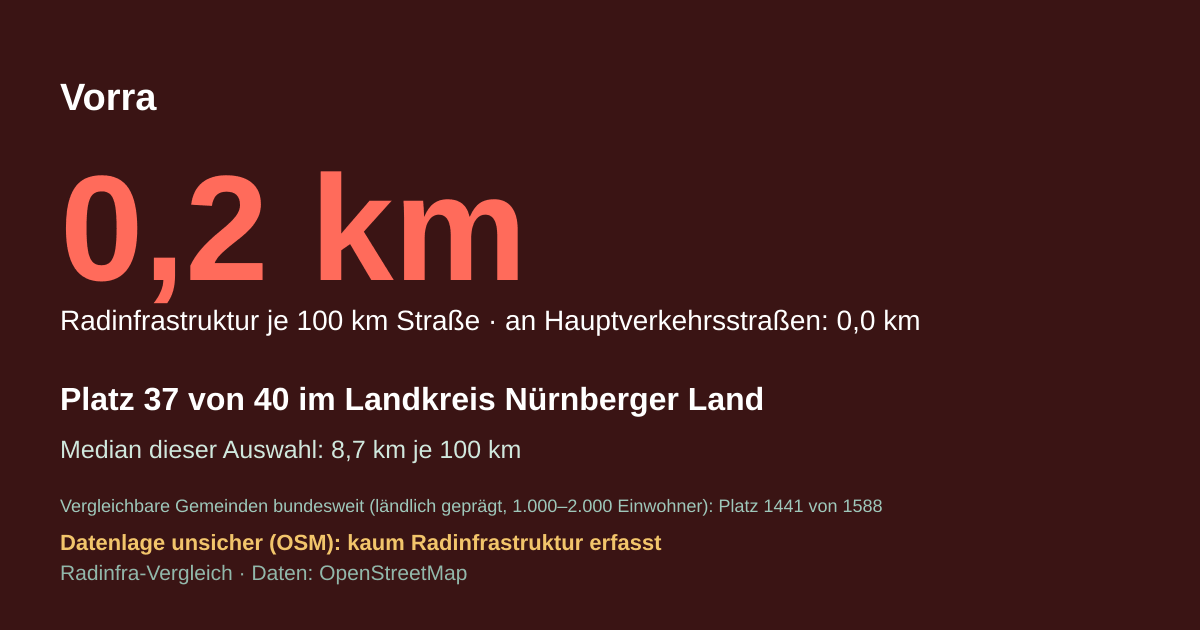 Vorra
0,2 km
Radinfrastruktur je 100 km Straße · an Hauptverkehrsstraßen: 0,0 km
Platz 37 von 40 im Landkreis Nürnberger Land
Median dieser Auswahl: 8,7 km je 100 km
Vergleichbare Gemeinden bundesweit (ländlich geprägt, 1.000–2.000 Einwohner): Platz 1441 von 1588
Datenlage unsicher (OSM): kaum Radinfrastruktur erfasst
Radinfra-Vergleich · Daten: OpenStreetMap